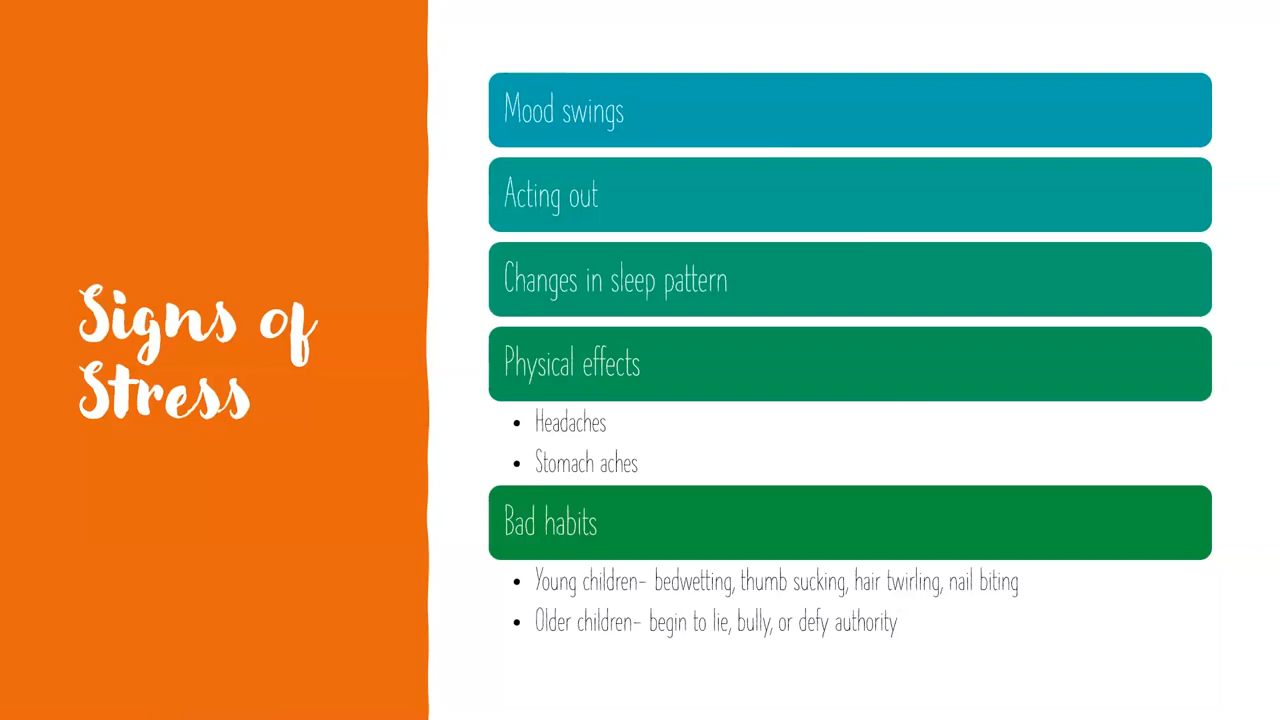 Signs of
Stress
Mood swings
Acting out
Changes in sleep pattern
Physical effects
• Headaches
• Stomach aches
Bad habits
• Young children- bedwetting, thumb sucking, hair twirling, nail biting
• Older children- begin to lie, bully, or defy authority